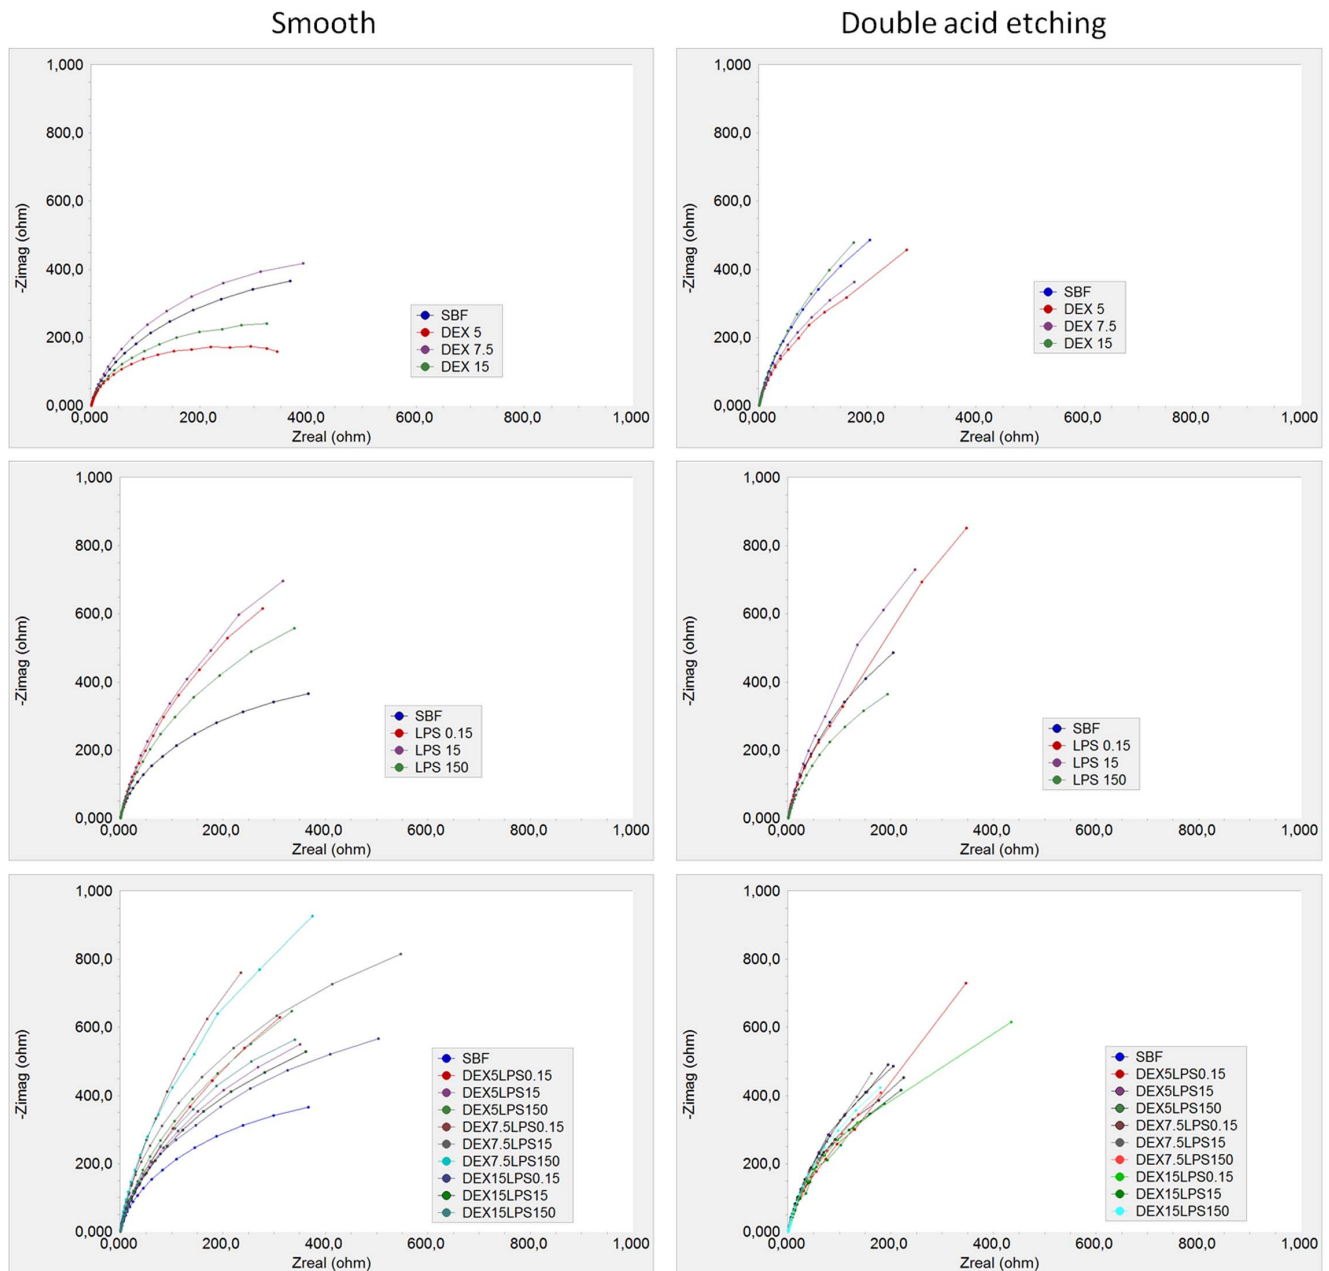 Smooth
Double acid etching
1,000
800,0
600,0
400,0
200,0
0,000
-Zimag (ohm)
SBF
DEX 5
DEX 7.5
DEX 15
0,000 200,0 400,0 600,0 800,0 1,000
Zreal (ohm)
1,000
800,0
600,0
400,0
200,0
0,000
-Zimag (ohm)
SBF
DEX 5
DEX 7.5
DEX 15
0,000 200,0 400,0 600,0 800,0 1,000
Zreal (ohm)
1,000
800,0
600,0
400,0
200,0
0,000
-Zimag (ohm)
SBF
LPS 0.15
LPS 15
LPS 150
0,000 200,0 400,0 600,0 800,0 1,000
Zreal (ohm)
1,000
800,0
600,0
400,0
200,0
0,000
-Zimag (ohm)
SBF
LPS 0.15
LPS 15
LPS 150
0,000 200,0 400,0 600,0 800,0 1,000
Zreal (ohm)
1,000
800,0
600,0
400,0
200,0
0,000
-Zimag (ohm)
SBF
DEX5LPS0.15
DEX5LPS15
DEX5LPS150
DEX7.5LPS0.15
DEX7.5LPS15
DEX7.5LPS150
DEX15LPS0.15
DEX15LPS15
DEX15LPS150
0,000 200,0 400,0 600,0 800,0 1,000
Zreal (ohm)
1,000
800,0
600,0
400,0
200,0
0,000
-Zimag (ohm)
SBF
DEX5LPS0.15
DEX5LPS15
DEX5LPS150
DEX7.5LPS0.15
DEX7.5LPS15
DEX7.5LPS150
DEX15LPS0.15
DEX15LPS15
DEX15LPS150
0,000 200,0 400,0 600,0 800,0 1,000
Zreal (ohm)